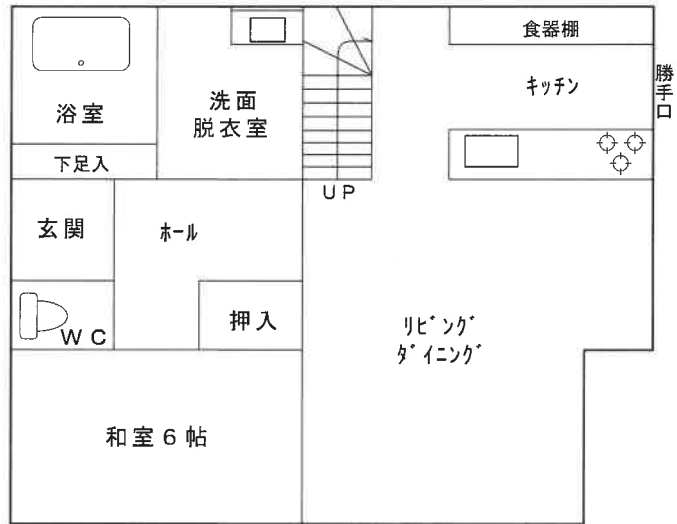 食器棚
キッチン
勝手口
浴室
洗面
脱衣室
下足入
UP
玄関
ホール
WC
押入
リビング
ダイニング
和室6帖